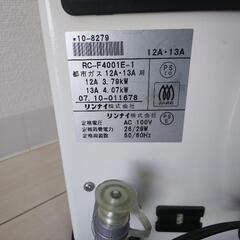 *10-8279
12A・13A
RC-F4001E-1
都市ガス 12A・13A 用
12A 3.79kW
13A 4.07kW
07.10-011678
リンナイ株式会社
リンナイ株式会社
定格電圧 AC 100V
定格消費電力 26/29W
定格周波数 50/60Hz
PS